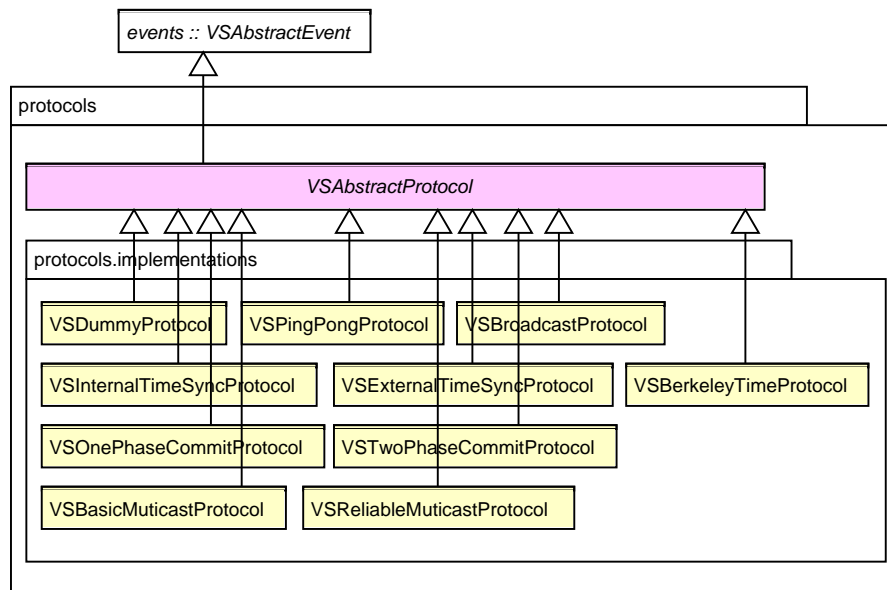 events :: VSAbstractEvent
protocols
VSAbstractProtocol
protocols.implementations
VSDummyProtocol
VSPingPongProtocol
VSBroadcastProtocol
VSInternalTimeSyncProtocol
VSExternalTimeSyncProtocol
VSBerkeleyTimeProtocol
VSOnePhaseCommitProtocol
VSTwoPhaseCommitProtocol
VSBasicMuticastProtocol
VSReliableMuticastProtocol